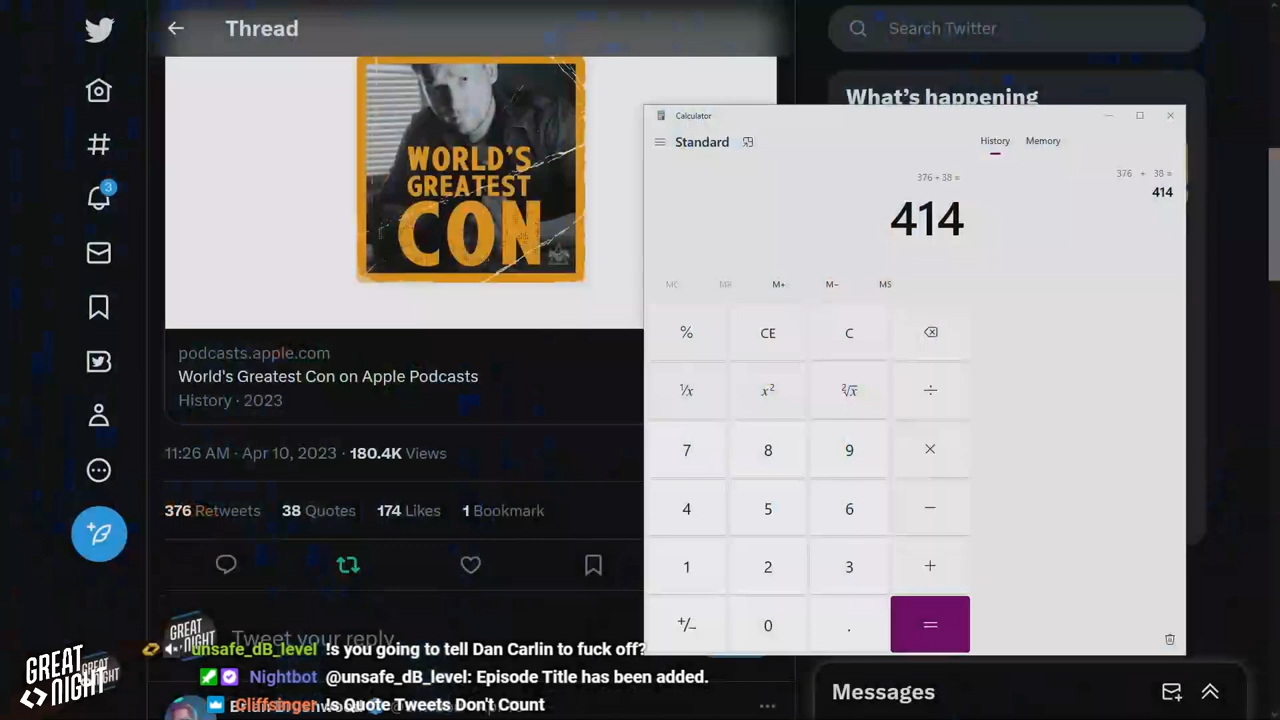 Thread
Search Twitter
What's happening
WORLD'S
GREATEST
CON
podcasts.apple.com
World's Greatest Con on Apple Podcasts
History · 2023
11:26 AM · Apr 10, 2023 · 180.4K Views
376 Retweets 38 Quotes 174 Likes 1 Bookmark
3
GREAT
NIGHT
Tweet your reply
Calculator
Standard
History Memory
376 + 38 =
414
376 + 38 =
414
MC MR M+ M- MS
% CE C
1/x x² ²√x ÷
7 8 9 ×
4 5 6 −
1 2 3 +
+/− 0 . =
Messages
unsafe_dB_level !s you going to tell Dan Carlin to fuck off?
Nightbot @unsafe_dB_level: Episode Title has been added.
Gliffsinger !s Quote Tweets Don't Count
GREAT
NIGHT